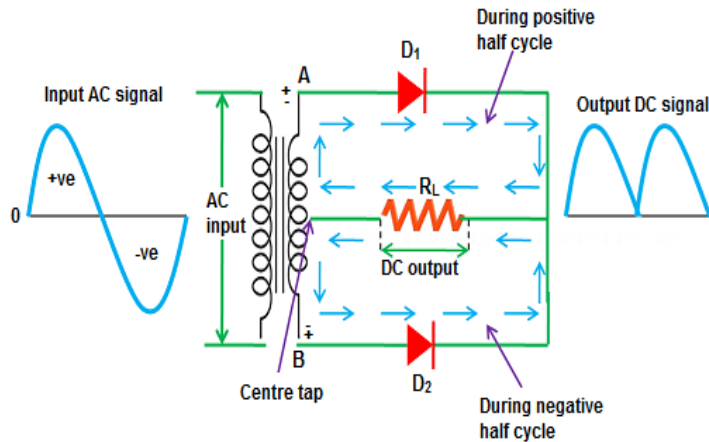 During positive
half cycle
D1
A
+
-
Input AC signal
Output DC signal
+ve
0
-ve
AC
input
RL
DC output
-
+
B
D2
Centre tap
During negative
half cycle